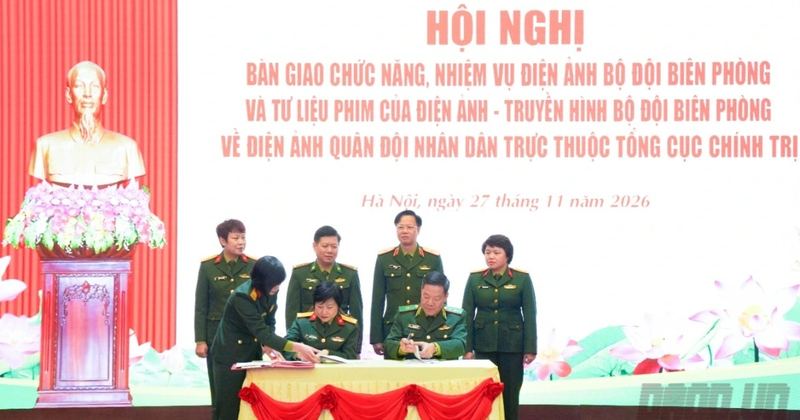 HỘI NGHỊ
BÀN GIAO CHỨC NĂNG, NHIỆM VỤ ĐIỆN ẢNH BỘ ĐỘI BIÊN PHÒNG
VÀ TƯ LIỆU PHIM CỦA ĐIỆN ẢNH - TRUYỀN HÌNH BỘ ĐỘI BIÊN PHÒNG
VỀ ĐIỆN ẢNH QUÂN ĐỘI NHÂN DÂN TRỰC THUỘC TỔNG CỤC CHÍNH TRỊ
Hà Nội, ngày 27 tháng 11 năm 2026